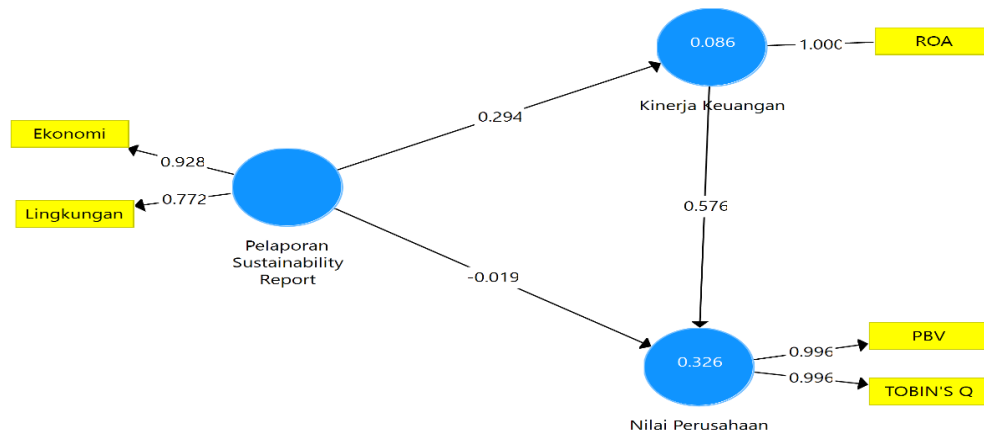 0.086
1.000
ROA
Kinerja Keuangan
0.294
Ekonomi
0.928
0.772
Lingkungan
0.576
Pelaporan
Sustainability
Report
-0.019
PBV
0.996
0.326
0.996
TOBIN'S Q
Nilai Perusahaan